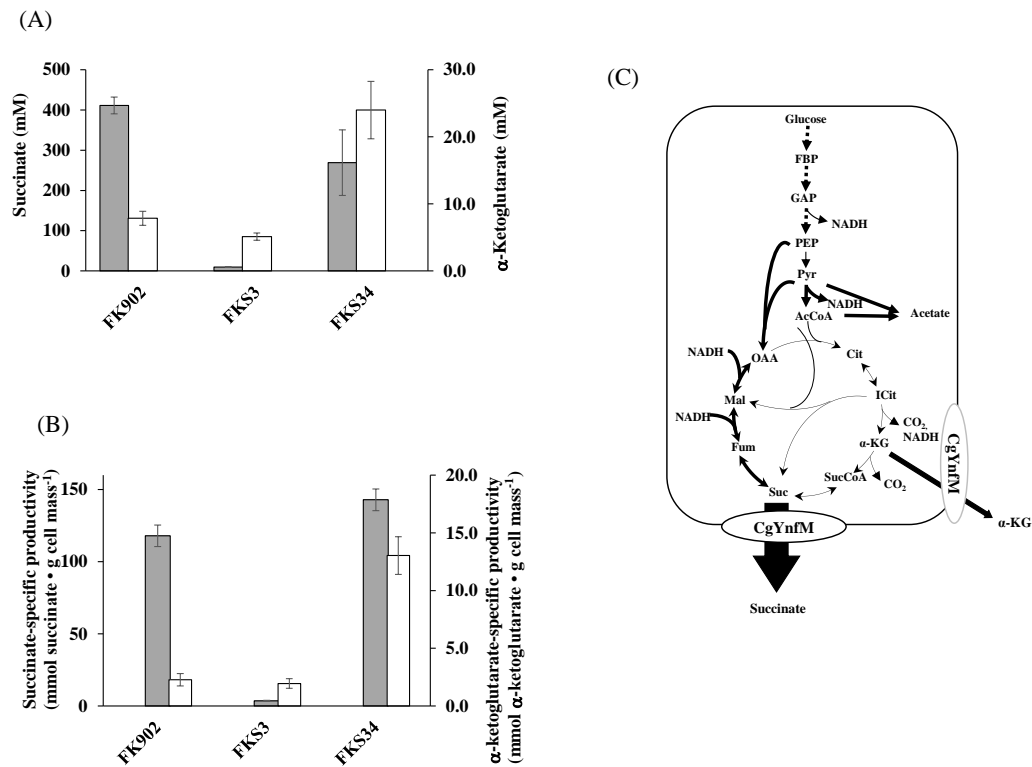 (A)
500
400
300
200
100
0
Succinate (mM)
30.0
20.0
10.0
0.0
α-Ketoglutarate (mM)
FK902
FKS3
FKS34
(B)
150
100
50
0
Succinate-specific productivity
(mmol succinate • g cell mass⁻¹)
20.0
15.0
10.0
5.0
0.0
α-ketoglutarate-specific productivity
(mmol α-ketoglutarate • g cell mass⁻¹)
FK902
FKS3
FKS34
(C)
Glucose
FBP
GAP
NADH
PEP
Pyr
NADH
AcCoA
Acetate
NADH
OAA
Cit
Mal
ICit
NADH
CO₂,
NADH
Fum
α-KG
SucCoA
CO₂
Suc
CgYnfM
α-KG
CgYnfM
Succinate